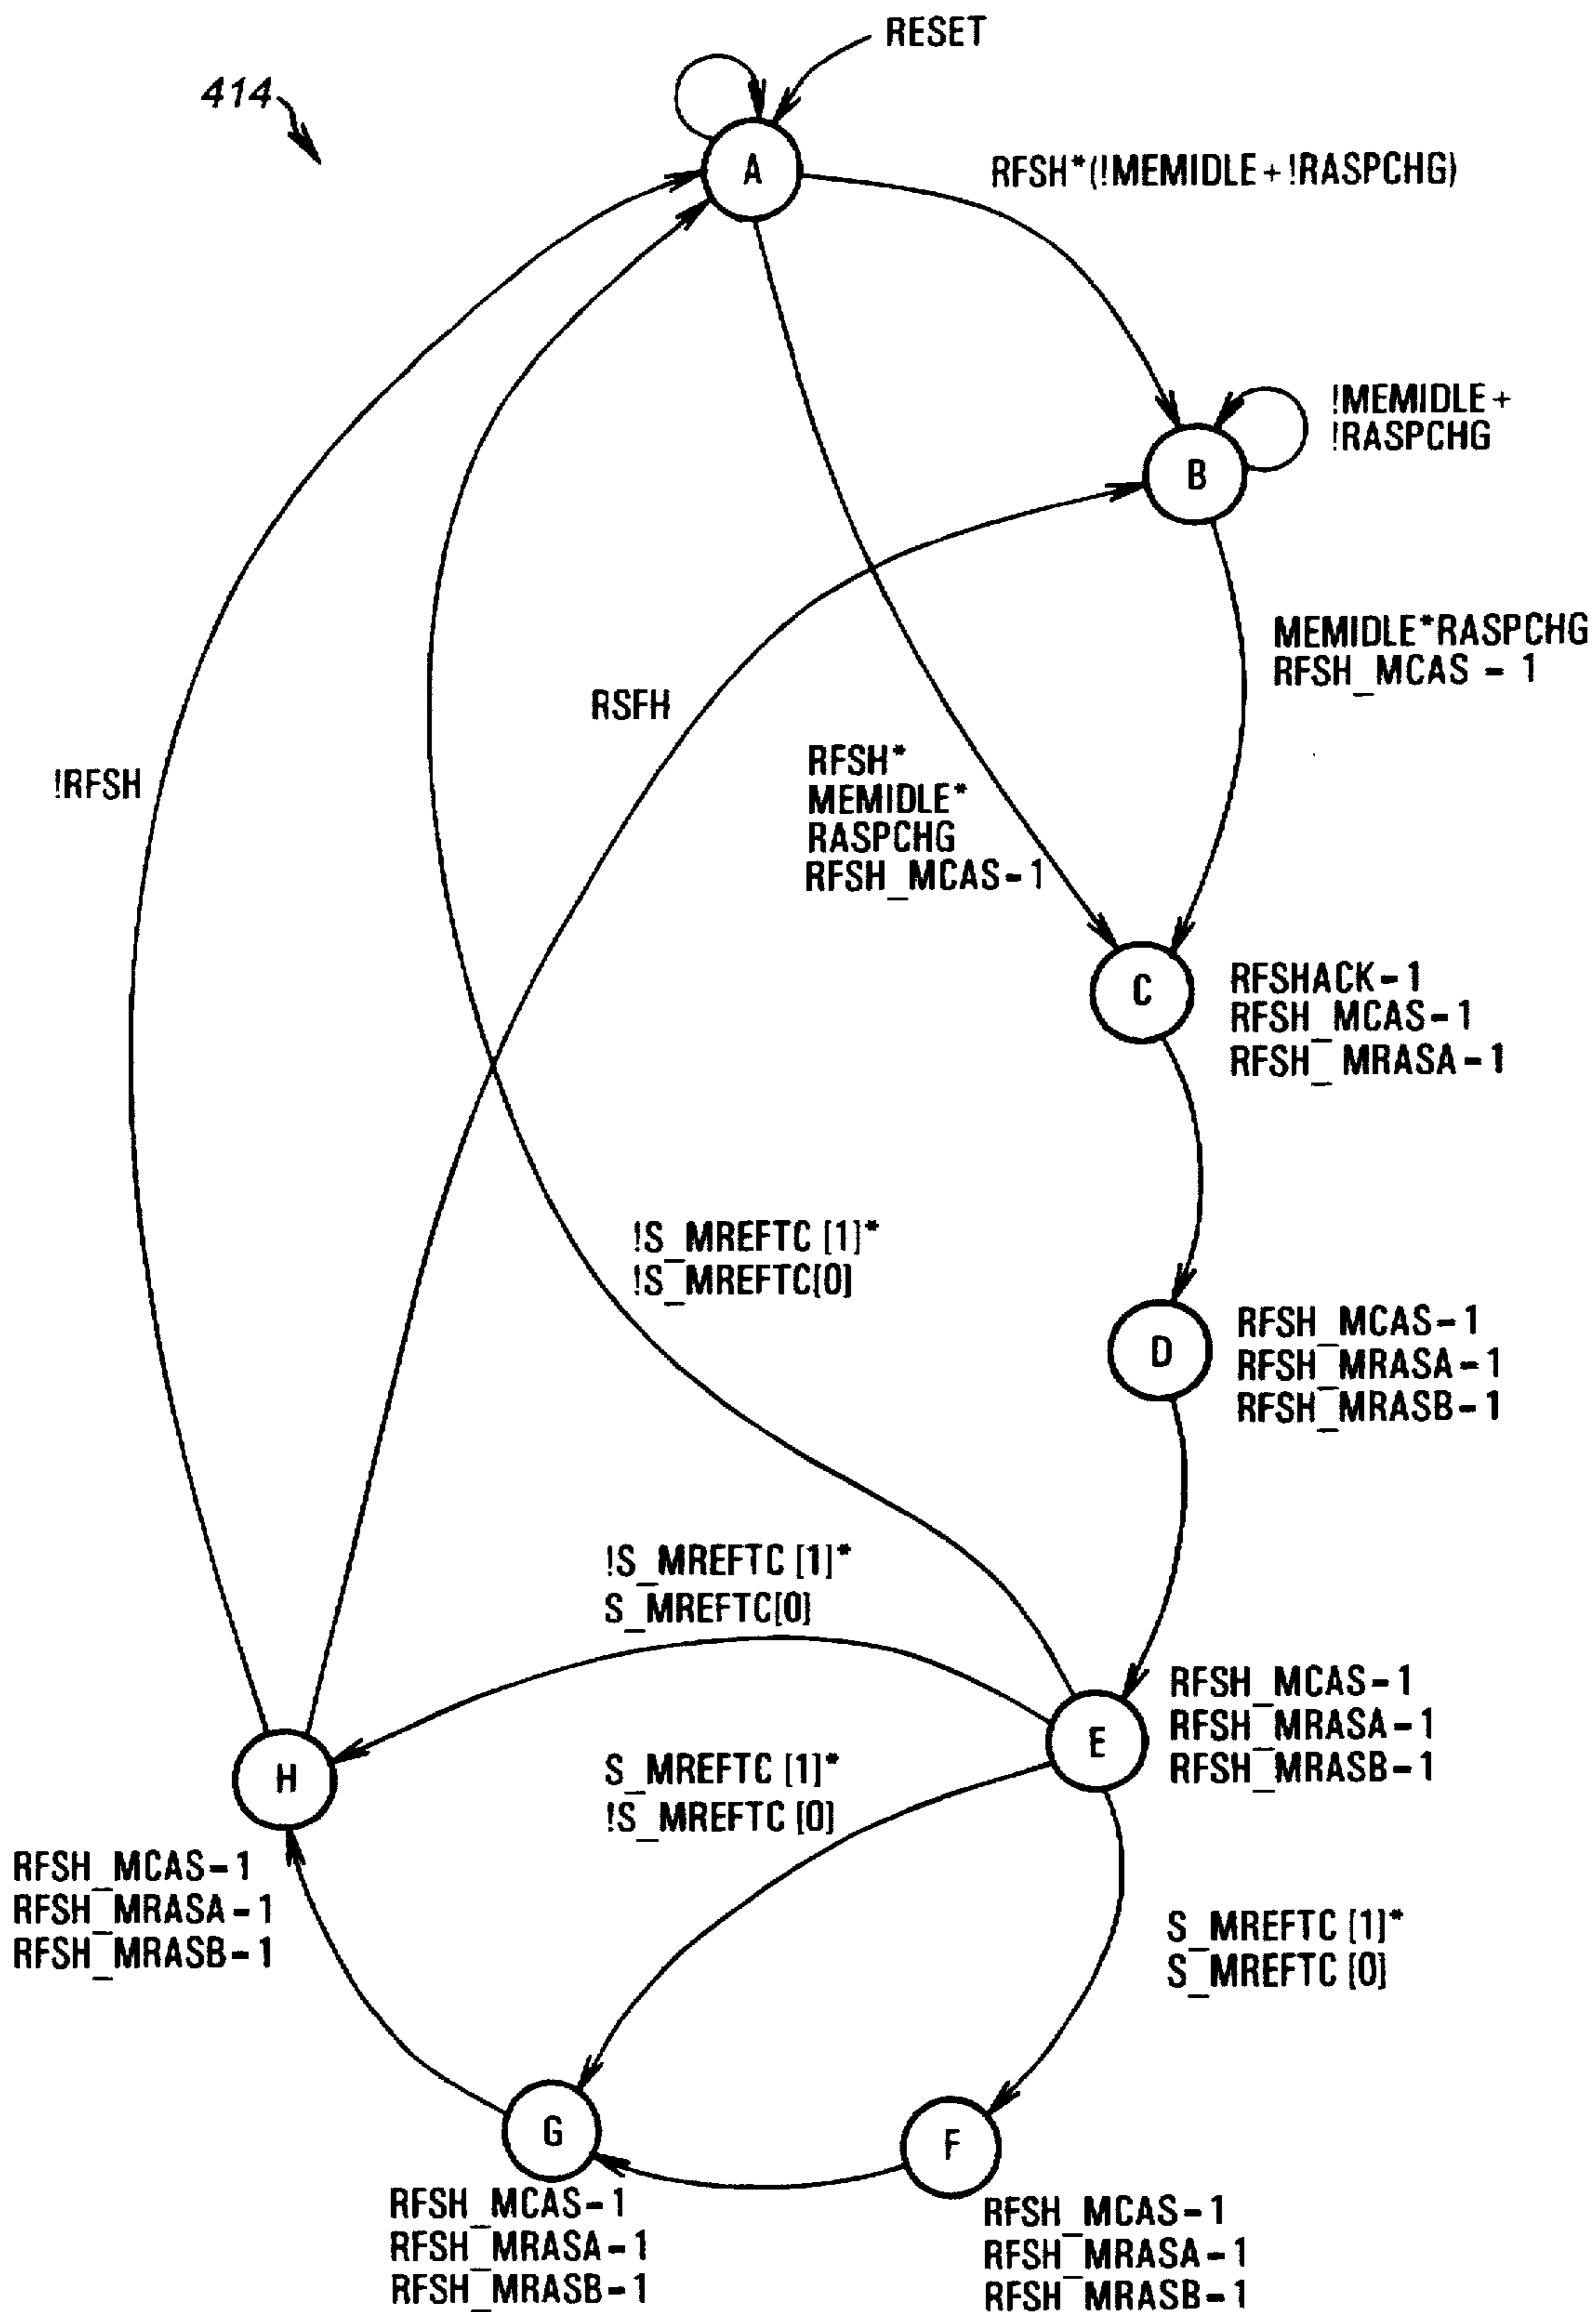 RESET
414
A
RFSH*(!MEMIDLE+!RASPCHG)
!MEMIDLE+
!RASPCHG
B
MEMIDLE*RASPCHG
RFSH_MCAS - 1
RSFH
RFSH*
MEMIDLE*
RASPCHG
RFSH_MCAS-1
!RFSH
C
RFSHACK-1
RFSH_MCAS-1
RFSH_MRASA-1
!S_MREFTC [1]*
!S_MREFTC[0]
D
RFSH_MCAS-1
RFSH_MRASA-1
RFSH_MRASB-1
!S_MREFTC [1]*
S_MREFTC[0]
E
RFSH_MCAS-1
RFSH_MRASA-1
RFSH_MRASB-1
H
S_MREFTC [1]*
!S_MREFTC [0]
RFSH_MCAS-1
RFSH_MRASA-1
RFSH_MRASB-1
S_MREFTC [1]*
S_MREFTC [0]
G
F
RFSH_MCAS-1
RFSH_MRASA-1
RFSH_MRASB-1
RFSH_MCAS-1
RFSH_MRASA-1
RFSH_MRASB-1